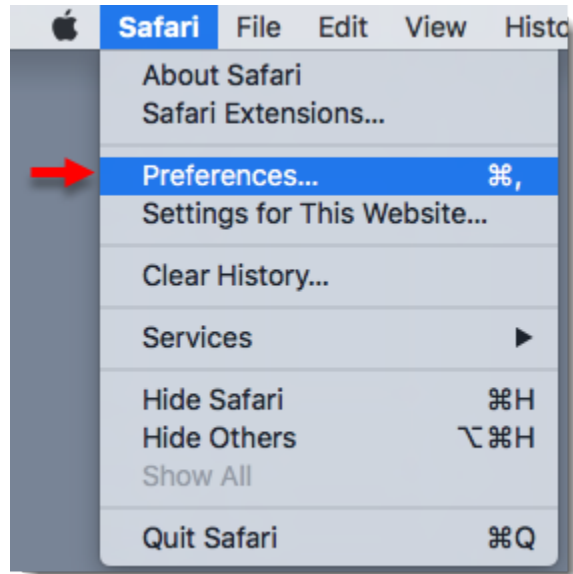 Safari File Edit View Histo
About Safari
Safari Extensions...
Preferences... ⌘,
Settings for This Website...
Clear History...
Services ▶
Hide Safari ⌘H
Hide Others ⌥⌘H
Show All
Quit Safari ⌘Q